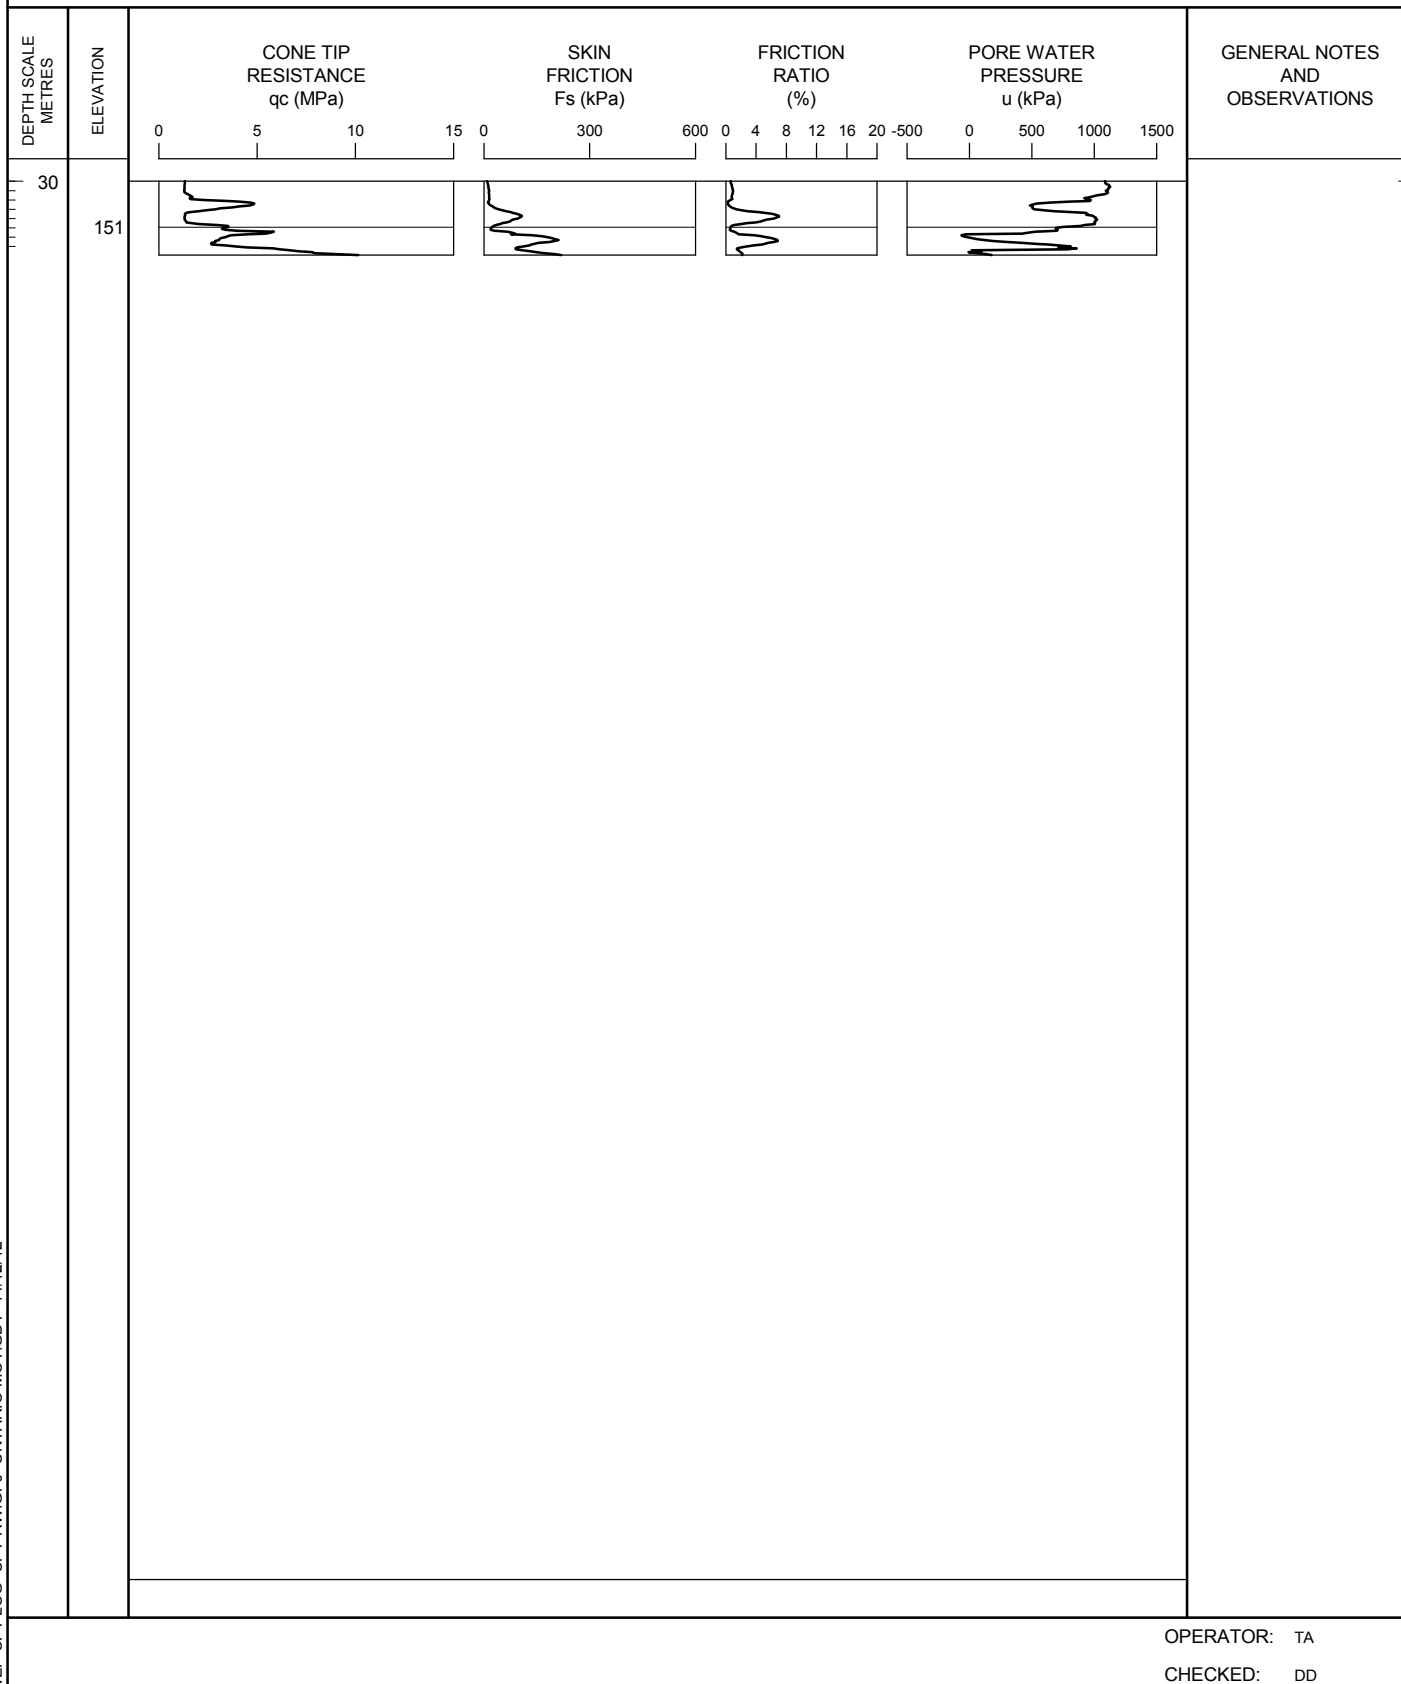 DEPTH SCALE
METRES
ELEVATION
CONE TIP
RESISTANCE
qc (MPa)
SKIN
FRICTION
Fs (kPa)
FRICTION
RATIO
(%)
PORE WATER
PRESSURE
u (kPa)
GENERAL NOTES
AND
OBSERVATIONS
0 5 10 15
0 300 600
0 4 8 12 16 20
-500 0 500 1000 1500
30
151
OPERATOR: TA
CHECKED: DD